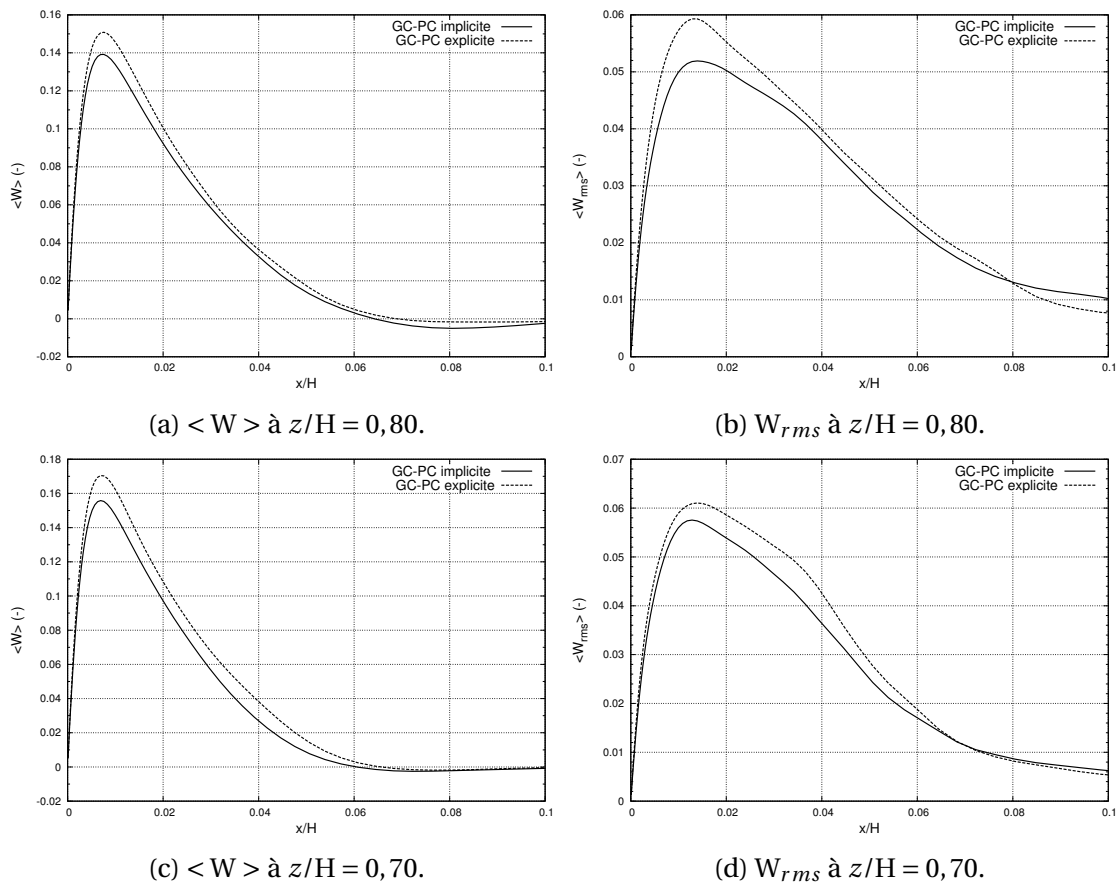 0.16
0.14
0.12
0.1
0.08
0.06
0.04
0.02
0
-0.02
<W> (-)
0 0.02 0.04 0.06 0.08 0.1
x/H
GC-PC implicite
GC-PC explicite
(a) < W > à z/H = 0,80.
0.06
0.05
0.04
0.03
0.02
0.01
0
<Wrms> (-)
0 0.02 0.04 0.06 0.08 0.1
x/H
GC-PC implicite
GC-PC explicite
(b) Wrms à z/H = 0,80.
0.18
0.16
0.14
0.12
0.1
0.08
0.06
0.04
0.02
0
-0.02
<W> (-)
0 0.02 0.04 0.06 0.08 0.1
x/H
GC-PC implicite
GC-PC explicite
(c) < W > à z/H = 0,70.
0.07
0.06
0.05
0.04
0.03
0.02
0.01
0
<Wrms> (-)
0 0.02 0.04 0.06 0.08 0.1
x/H
GC-PC implicite
GC-PC explicite
(d) Wrms à z/H = 0,70.